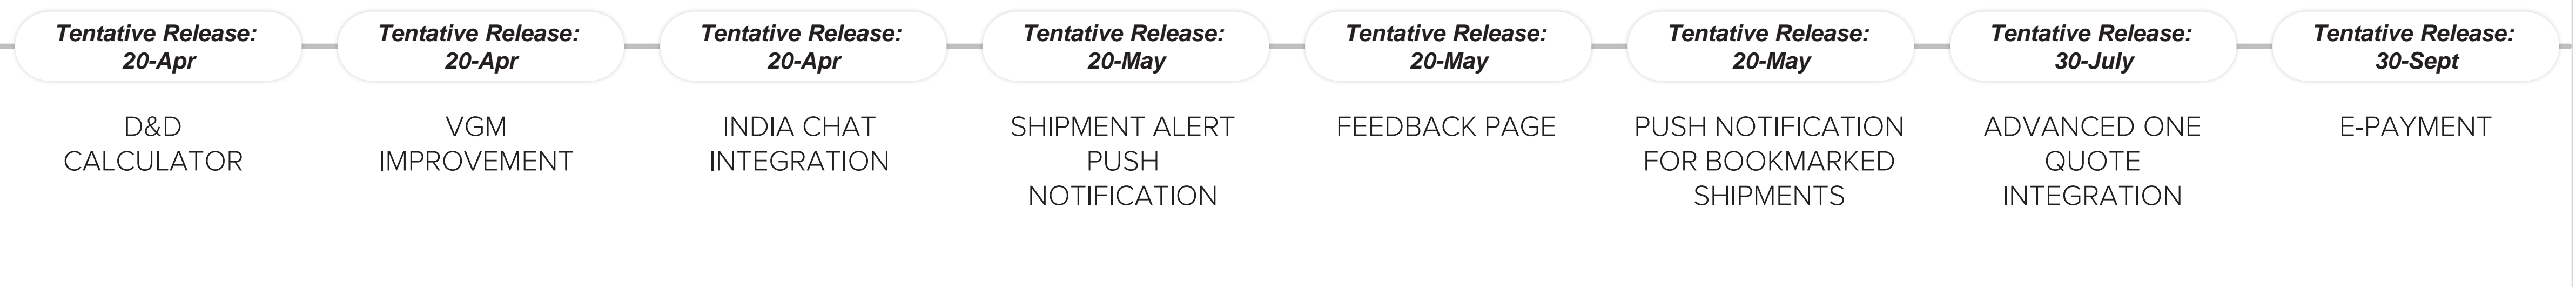 Tentative Release:
20-Apr
D&D
CALCULATOR
Tentative Release:
20-Apr
VGM
IMPROVEMENT
Tentative Release:
20-Apr
INDIA CHAT
INTEGRATION
Tentative Release:
20-May
SHIPMENT ALERT
PUSH
NOTIFICATION
Tentative Release:
20-May
FEEDBACK PAGE
Tentative Release:
20-May
PUSH NOTIFICATION
FOR BOOKMARKED
SHIPMENTS
Tentative Release:
30-July
ADVANCED ONE
QUOTE
INTEGRATION
Tentative Release:
30-Sept
E-PAYMENT